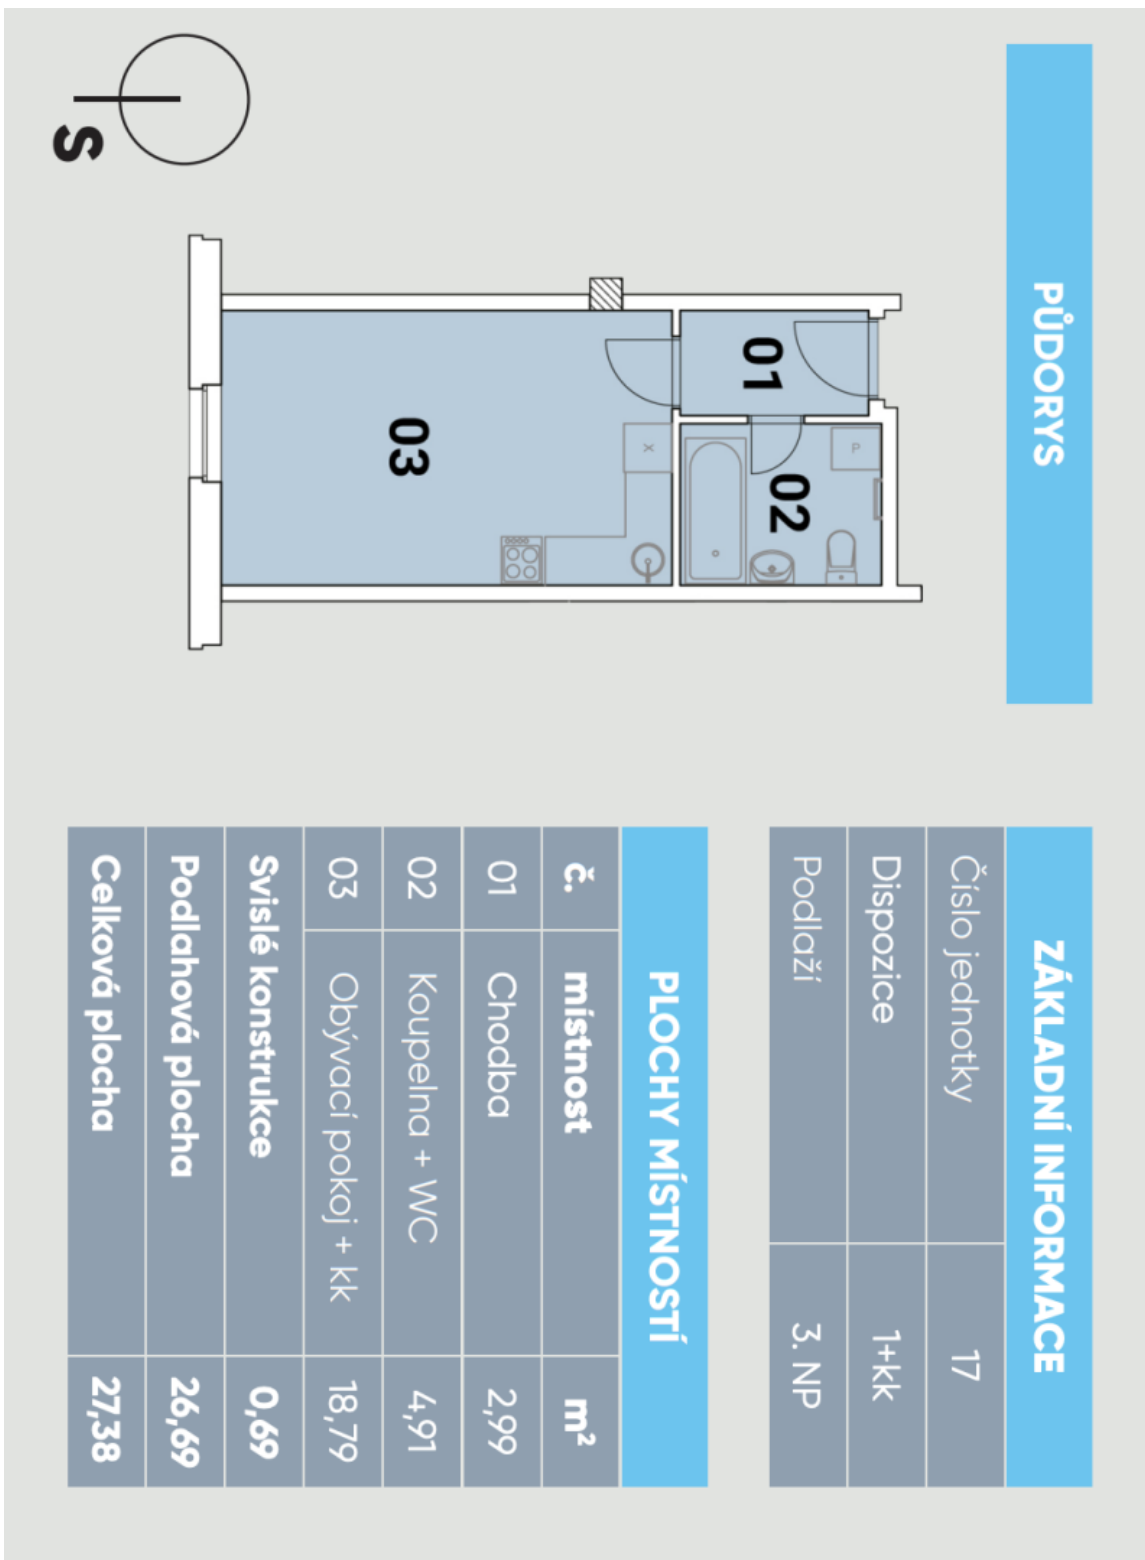 PŮDORYS
S
01
02
03
P
X
ZÁKLADNÍ INFORMACE
Číslo jednotky 17
Dispozice 1+kk
Podlaží 3. NP
PLOCHY MÍSTNOSTÍ
č. místnost m²
01 Chodba 2,99
02 Koupelna + WC 4,91
03 Obývací pokoj + kk 18,79
Svislé konstrukce 0,69
Podlahová plocha 26,69
Celková plocha 27,38